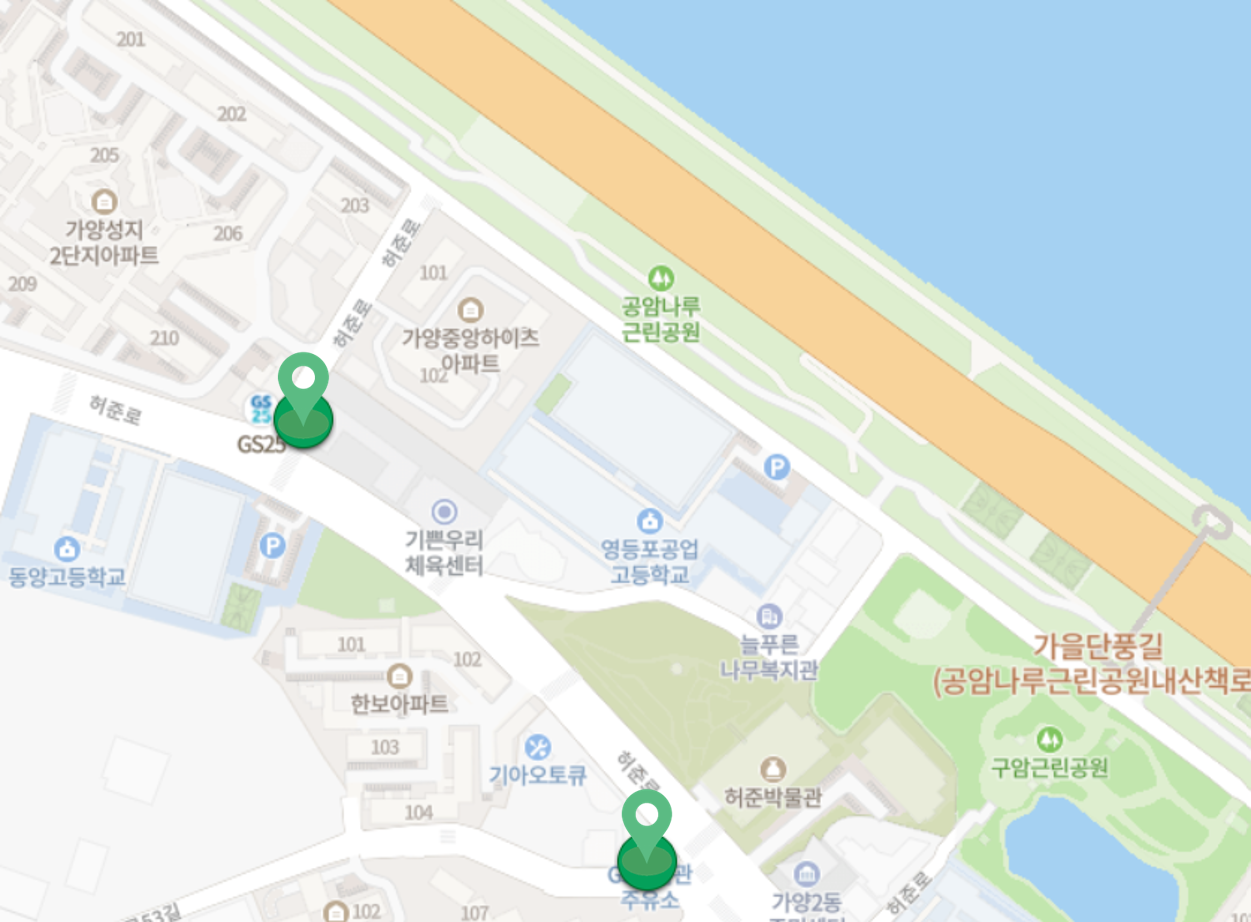 201
202
205
203
가양성지
2단지아파트
206
허준로
101
209
공암나루
근린공원
허준로
210
가양중앙하이츠
아파트
102
허준로
GS
25
GS25
P
기쁜우리
체육센터
영등포공업
고등학교
P
동양고등학교
늘푸른
나무복지관
101
102
가을단풍길
(공암나루근린공원내산책로
한보아파트
103
기아오토큐
허준로
허준박물관
구암근린공원
104
주유소
가양2동
허준로
53길
102
107